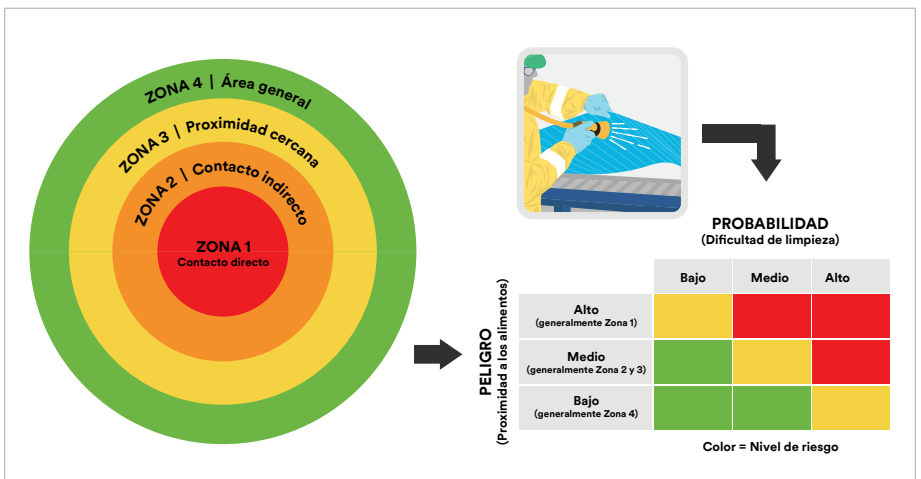 ZONA 4 | Área general
ZONA 3 | Proximidad cercana
ZONA 2 | Contacto indirecto
ZONA 1
Contacto directo
PROBABILIDAD
(Dificultad de limpieza)
PELIGRO
(Proximidad a los alimentos)
Bajo Medio Alto
Alto
(generalmente Zona 1)
Medio
(generalmente Zona 2 y 3)
Bajo
(generalmente Zona 4)
Color = Nivel de riesgo